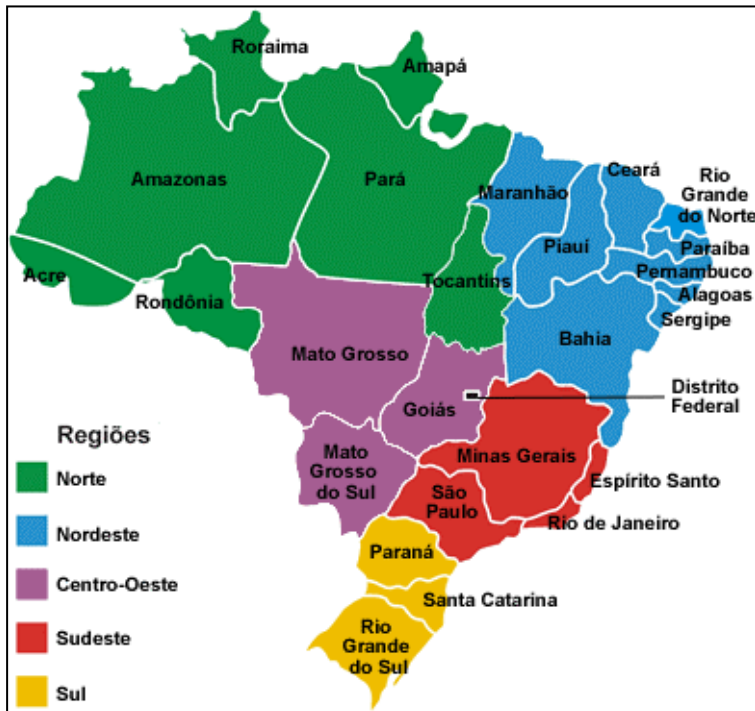 Roraima
Amapá
Amazonas
Pará
Maranhão
Ceará
Rio
Grande
do Norte
Piauí
Paraíba
Pernambuco
Alagoas
Sergipe
Acre
Rondônia
Tocantins
Bahia
Mato Grosso
Goiás
Distrito
Federal
Mato
Grosso
do Sul
Minas Gerais
Espírito Santo
São
Paulo
Rio de Janeiro
Paraná
Santa Catarina
Rio
Grande
do Sul
Regiões
Norte
Nordeste
Centro-Oeste
Sudeste
Sul